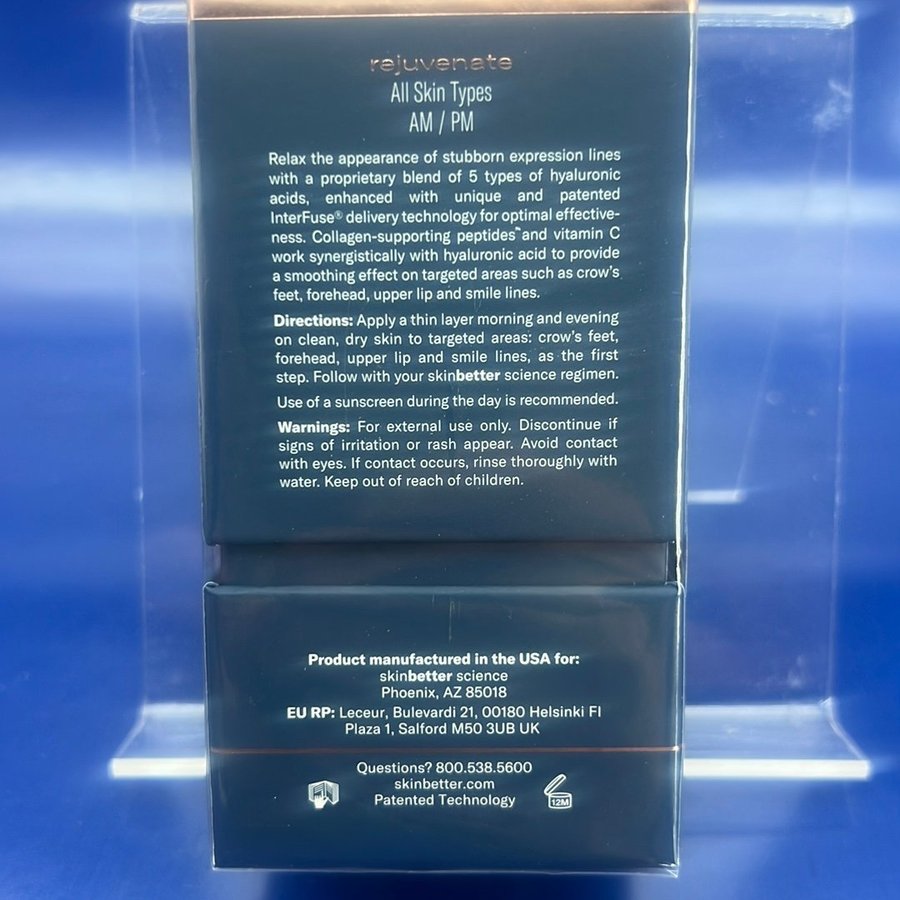 rejuvenate
All Skin Types
AM / PM
Relax the appearance of stubborn expression lines
with a proprietary blend of 5 types of hyaluronic
acids, enhanced with unique and patented
InterFuse® delivery technology for optimal effective-
ness. Collagen-supporting peptides and vitamin C
work synergistically with hyaluronic acid to provide
a smoothing effect on targeted areas such as crow's
feet, forehead, upper lip and smile lines.
Directions: Apply a thin layer morning and evening
on clean, dry skin to targeted areas: crow's feet,
forehead, upper lip and smile lines, as the first
step. Follow with your skinbetter science regimen.
Use of a sunscreen during the day is recommended.
Warnings: For external use only. Discontinue if
signs of irritation or rash appear. Avoid contact
with eyes. If contact occurs, rinse thoroughly with
water. Keep out of reach of children.
Product manufactured in the USA for:
skinbetter science
Phoenix, AZ 85018
EU RP: Leceur, Bulevardi 21, 00180 Helsinki FI
Plaza 1, Salford M50 3UB UK
Questions? 800.538.5600
skinbetter.com
Patented Technology
12M